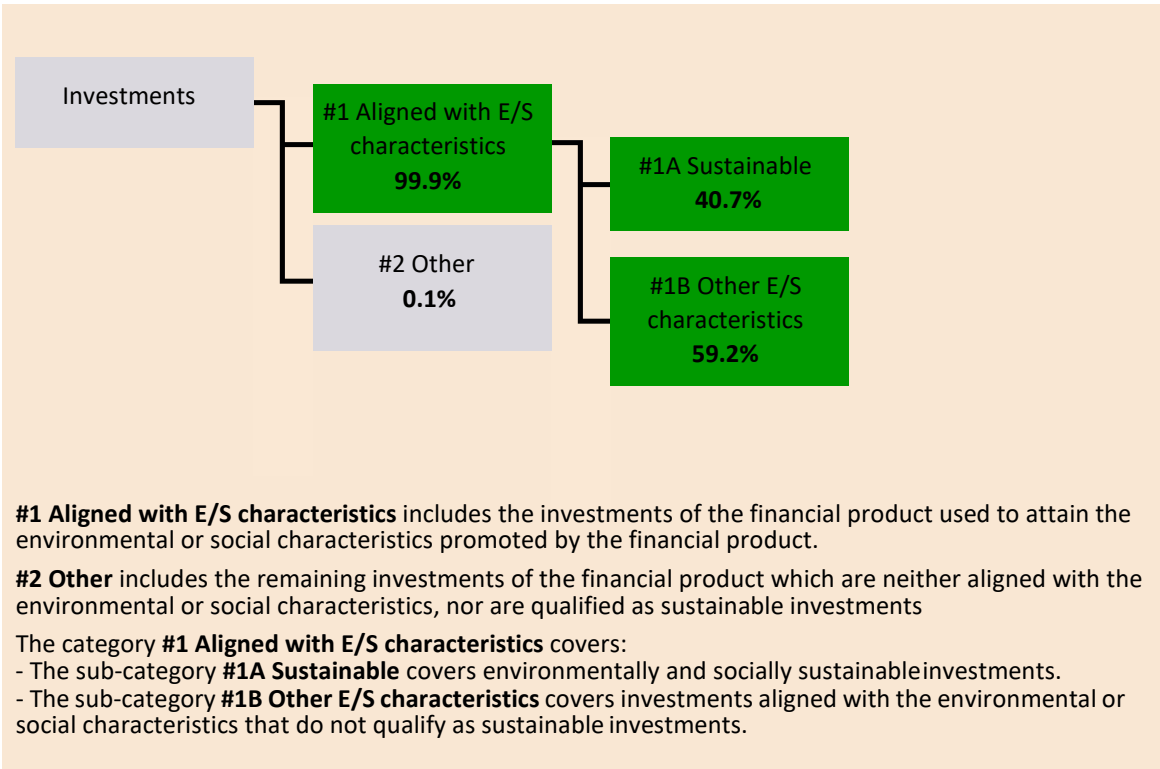 Investments
#1 Aligned with E/S
characteristics
99.9%
#2 Other
0.1%
#1A Sustainable
40.7%
#1B Other E/S
characteristics
59.2%
#1 Aligned with E/S characteristics includes the investments of the financial product used to attain the
environmental or social characteristics promoted by the financial product.
#2 Other includes the remaining investments of the financial product which are neither aligned with the
environmental or social characteristics, nor are qualified as sustainable investments
The category #1 Aligned with E/S characteristics covers:
- The sub-category #1A Sustainable covers environmentally and socially sustainable investments.
- The sub-category #1B Other E/S characteristics covers investments aligned with the environmental or
social characteristics that do not qualify as sustainable investments.